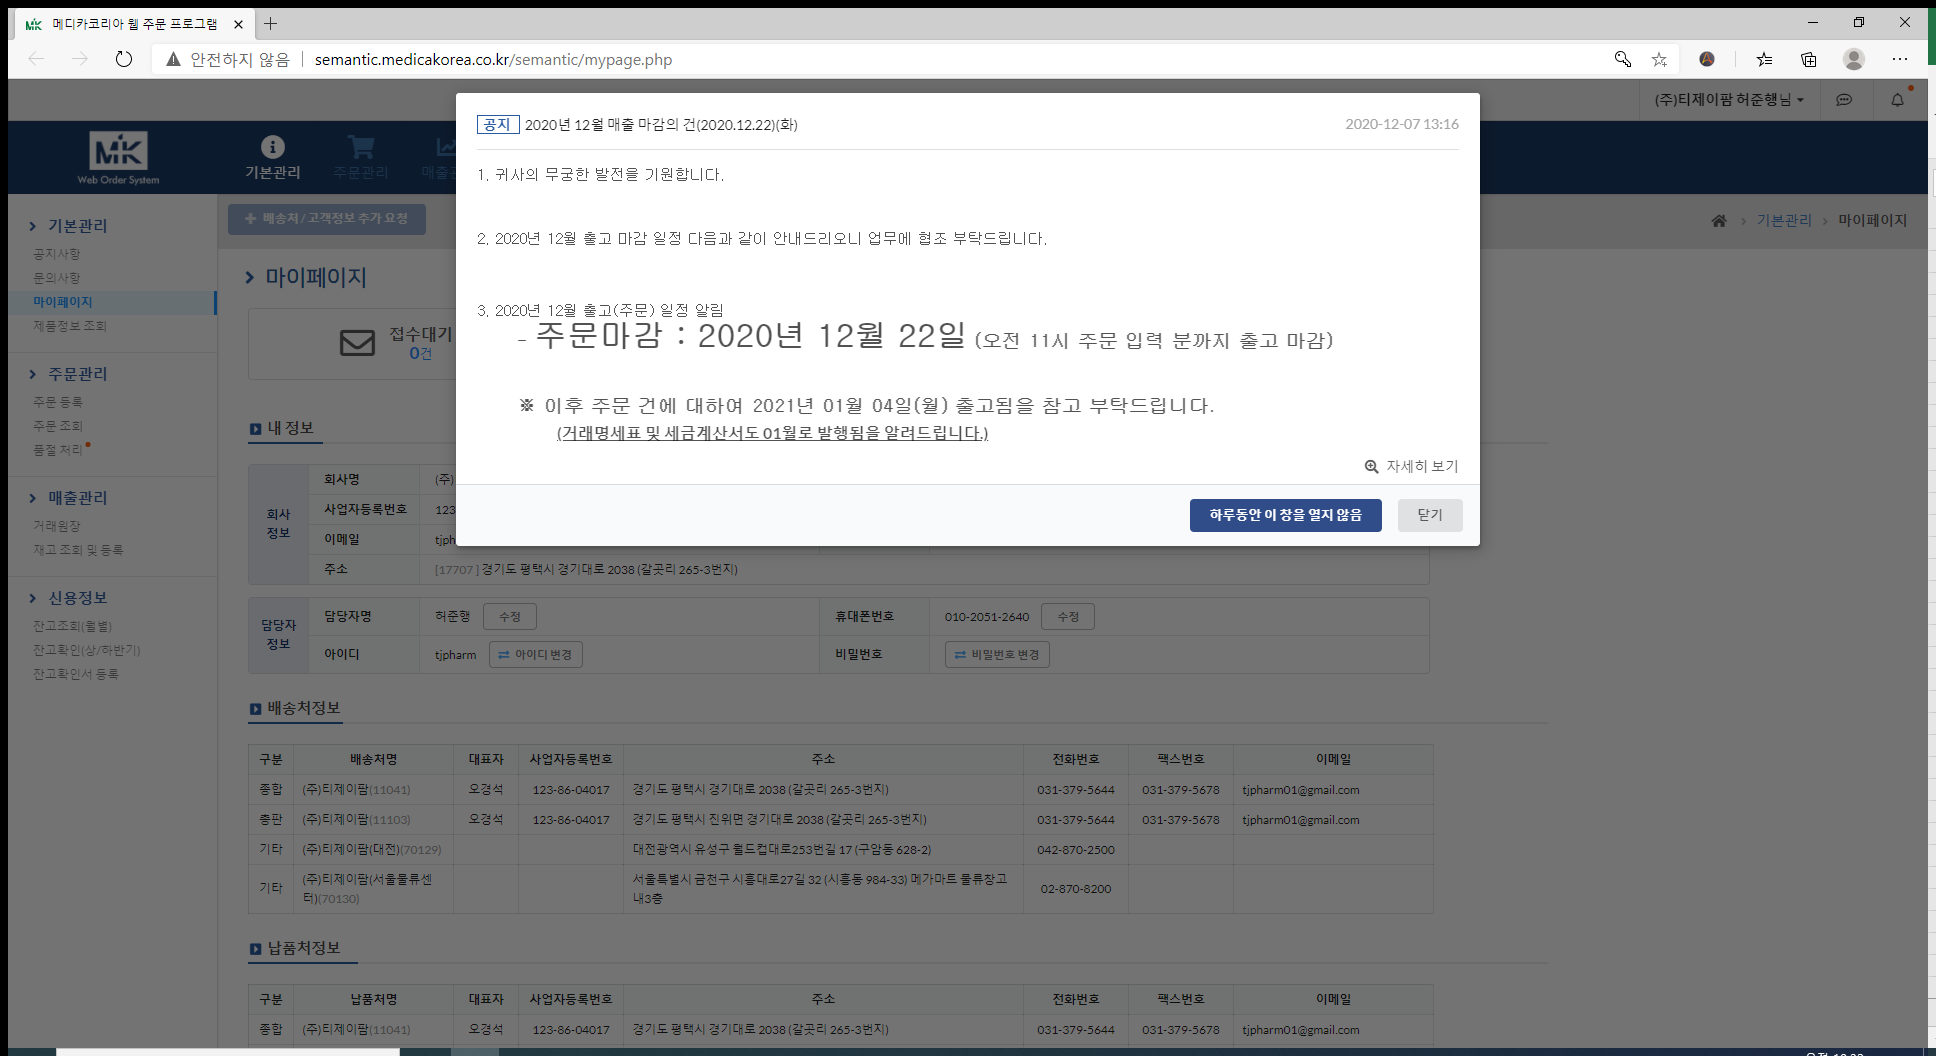 메디카코리아 웹 주문 프로그램
안전하지 않음
semantic.medicakorea.co.kr/semantic/mypage.php
(주)티제이팜 허준행님
MK
Web Order System
기본관리
주문관리
기본관리
공지사항
문의사항
마이페이지
제품정보 조회
주문관리
주문 등록
주문 조회
품절 처리
매출관리
거래원장
재고 조회 및 등록
신용정보
잔고조회(월별)
잔고확인(상/하반기)
잔고확인서 등록
배송처 / 고객정보 추가 요청
기본관리 > 마이페이지
마이페이지
접수대기
0건
공지 2020년 12월 매출 마감의 건(2020.12.22)(화) 2020-12-07 13:16
1. 귀사의 무궁한 발전을 기원합니다.
2. 2020년 12월 출고 마감 일정 다음과 같이 안내드리오니 업무에 협조 부탁드립니다.
3. 2020년 12월 출고(주문) 일정 알림
- 주문마감 : 2020년 12월 22일 (오전 11시 주문 입력 분까지 출고 마감)
※ 이후 주문 건에 대하여 2021년 01월 04일(월) 출고됨을 참고 부탁드립니다.
(거래명세표 및 세금계산서도 01월로 발행됨을 알려드립니다.)
자세히 보기
하루동안 이 창을 열지 않음 닫기
내 정보
회사 정보
회사명 (주)
사업자등록번호 123
이메일 tjph
주소 [17707] 경기도 평택시 경기대로 2038 (갈곶리 265-3번지)
담당자 정보
담당자명 허준행 수정 휴대폰번호 010-2051-2640 수정
아이디 tjpharm 아이디 변경 비밀번호 비밀번호 변경
배송처정보
구분 배송처명 대표자 사업자등록번호 주소 전화번호 팩스번호 이메일
종합 (주)티제이팜(11041) 오경석 123-86-04017 경기도 평택시 경기대로 2038 (갈곶리 265-3번지) 031-379-5644 031-379-5678 tjpharm01@gmail.com
총판 (주)티제이팜(11103) 오경석 123-86-04017 경기도 평택시 진위면 경기대로 2038 (갈곶리 265-3번지) 031-379-5644 031-379-5678 tjpharm01@gmail.com
기타 (주)티제이팜(대전)(70129) 대전광역시 유성구 월드컵대로253번길 17 (구암동 628-2) 042-870-2500
기타 (주)티제이팜(서울물류센터)(70130) 서울특별시 금천구 시흥대로27길 32 (시흥동 984-33) 메가마트 물류창고내3층 02-870-8200
납품처정보
구분 납품처명 대표자 사업자등록번호 주소 전화번호 팩스번호 이메일
종합 (주)티제이팜(11041) 오경석 123-86-04017 경기도 평택시 경기대로 2038 (갈곶리 265-3번지) 031-379-5644 031-379-5678 tjpharm01@gmail.com